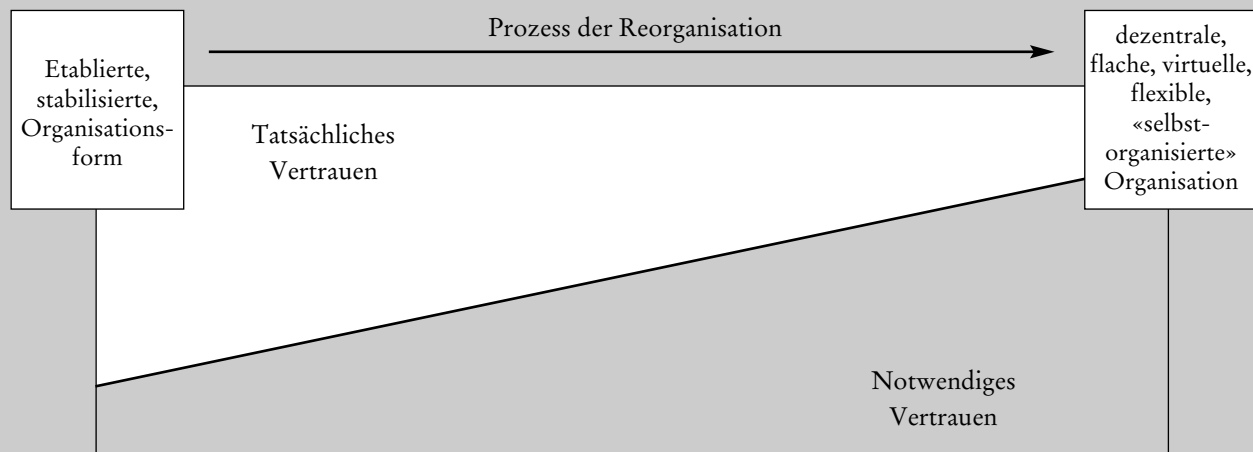 Prozess der Reorganisation
Etablierte,
stabilisierte,
Organisations-
form
Tatsächliches
Vertrauen
dezentrale,
flache, virtuelle,
flexible,
«selbst-
organisierte»
Organisation
Notwendiges
Vertrauen